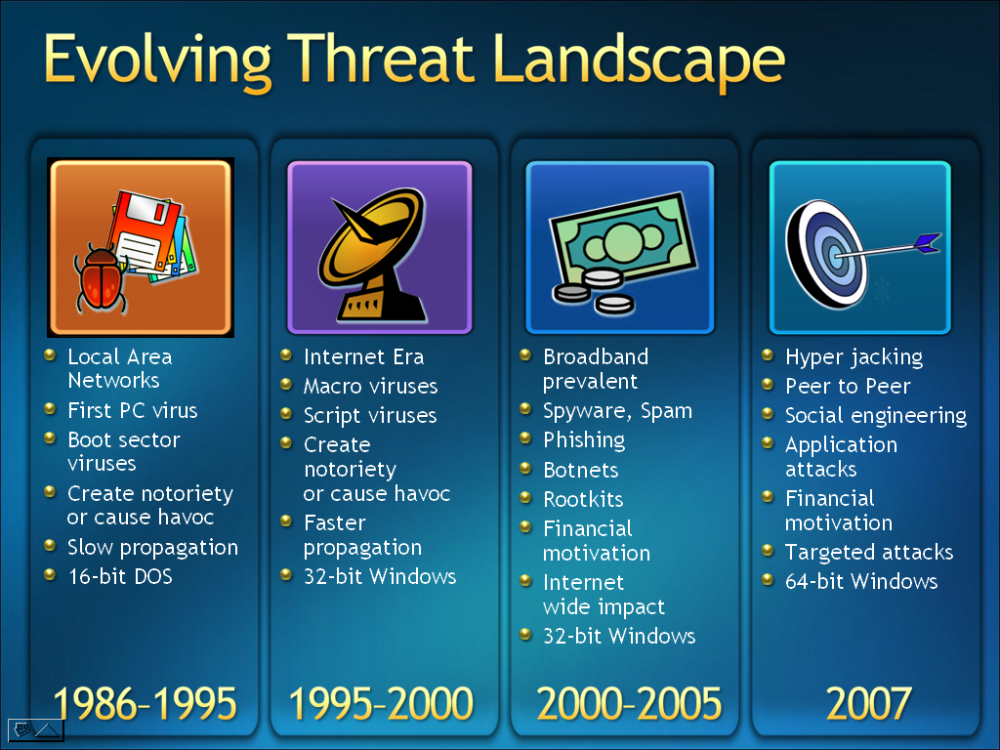 Evolving Threat Landscape
Local Area
Networks
First PC virus
Boot sector
viruses
Create notoriety
or cause havoc
Slow propagation
16-bit DOS
1986–1995
Internet Era
Macro viruses
Script viruses
Create
notoriety
or cause havoc
Faster
propagation
32-bit Windows
1995–2000
Broadband
prevalent
Spyware, Spam
Phishing
Botnets
Rootkits
Financial
motivation
Internet
wide impact
32-bit Windows
2000–2005
Hyper jacking
Peer to Peer
Social engineering
Application
attacks
Financial
motivation
Targeted attacks
64-bit Windows
2007